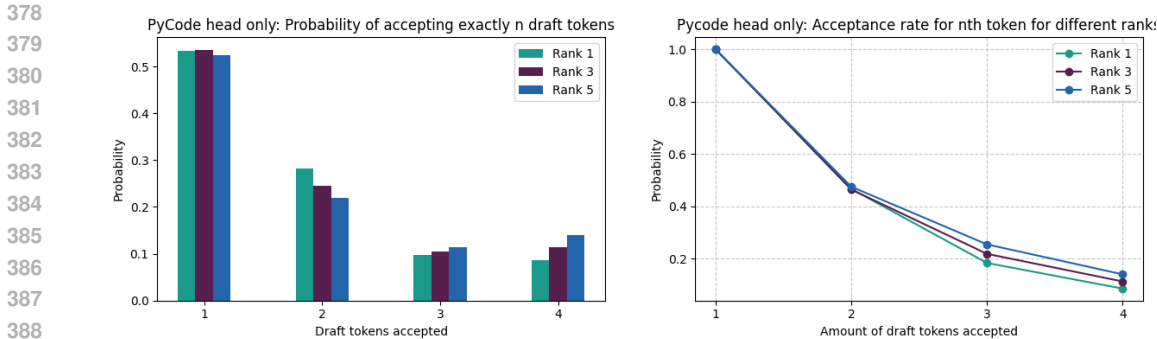 378
379
380
381
382
383
384
385
386
387
388
PyCode head only: Probability of accepting exactly n draft tokens
Probability
0.5
0.4
0.3
0.2
0.1
0.0
1 2 3 4
Draft tokens accepted
Rank 1
Rank 3
Rank 5
Pycode head only: Acceptance rate for nth token for different ranks
Probability
1.0
0.8
0.6
0.4
0.2
1 2 3 4
Amount of draft tokens accepted
Rank 1
Rank 3
Rank 5